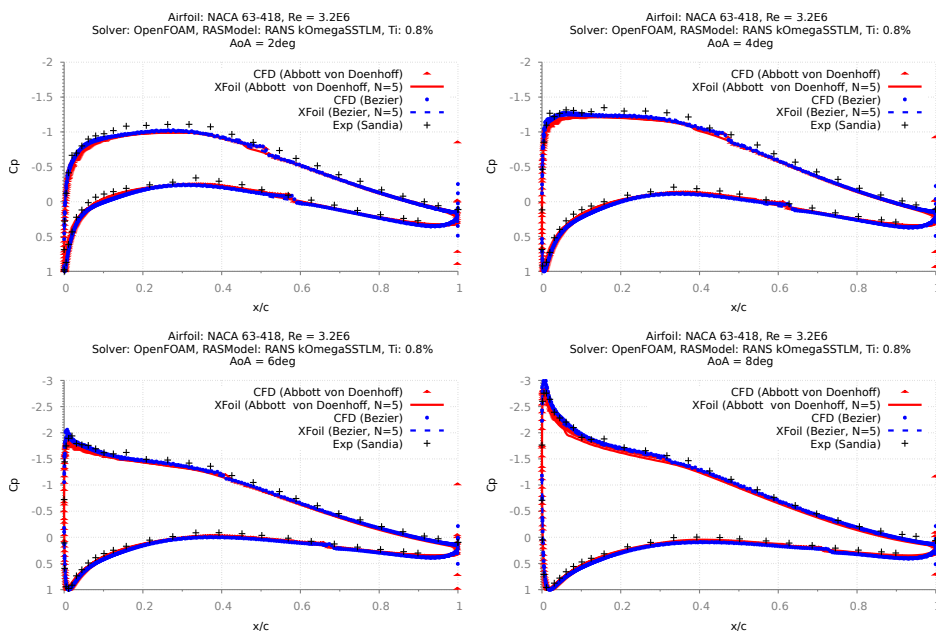 Airfoil: NACA 63-418, Re = 3.2E6
Solver: OpenFOAM, RASModel: RANS kOmegaSSTLM, Ti: 0.8%
AoA = 2deg
CFD (Abbott von Doenhoff)
XFoil (Abbott von Doenhoff, N=5)
CFD (Bezier)
XFoil (Bezier, N=5)
Exp (Sandia)
Cp
-2
-1.5
-1
-0.5
0
0.5
1
0
0.2
0.4
0.6
0.8
1
x/c
Airfoil: NACA 63-418, Re = 3.2E6
Solver: OpenFOAM, RASModel: RANS kOmegaSSTLM, Ti: 0.8%
AoA = 4deg
CFD (Abbott von Doenhoff)
XFoil (Abbott von Doenhoff, N=5)
CFD (Bezier)
XFoil (Bezier, N=5)
Exp (Sandia)
Cp
-2
-1.5
-1
-0.5
0
0.5
1
0
0.2
0.4
0.6
0.8
1
x/c
Airfoil: NACA 63-418, Re = 3.2E6
Solver: OpenFOAM, RASModel: RANS kOmegaSSTLM, Ti: 0.8%
AoA = 6deg
CFD (Abbott von Doenhoff)
XFoil (Abbott von Doenhoff, N=5)
CFD (Bezier)
XFoil (Bezier, N=5)
Exp (Sandia)
Cp
-3
-2.5
-2
-1.5
-1
-0.5
0
0.5
1
0
0.2
0.4
0.6
0.8
1
x/c
Airfoil: NACA 63-418, Re = 3.2E6
Solver: OpenFOAM, RASModel: RANS kOmegaSSTLM, Ti: 0.8%
AoA = 8deg
CFD (Abbott von Doenhoff)
XFoil (Abbott von Doenhoff, N=5)
CFD (Bezier)
XFoil (Bezier, N=5)
Exp (Sandia)
Cp
-3
-2.5
-2
-1.5
-1
-0.5
0
0.5
1
0
0.2
0.4
0.6
0.8
1
x/c